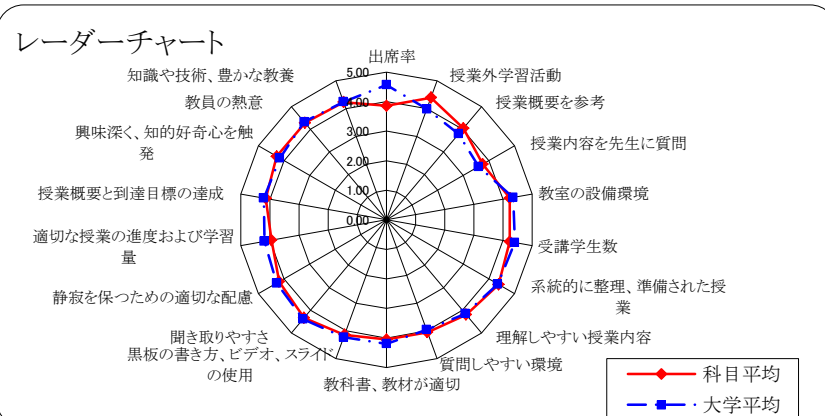 レーダーチャート
出席率
授業外学習活動
授業概要を参考
授業内容を先生に質問
教室の設備環境
受講学生数
系統的に整理、準備された授
業
理解しやすい授業内容
質問しやすい環境
教科書、教材が適切
黒板の書き方、ビデオ、スライド
の使用
聞き取りやすさ
静寂を保つための適切な配慮
適切な授業の進度および学習
量
授業概要と到達目標の達成
興味深く、知的好奇心を触
発
教員の熱意
知識や技術、豊かな教養
5.00
4.00
3.00
2.00
1.00
0.00
科目平均
大学平均